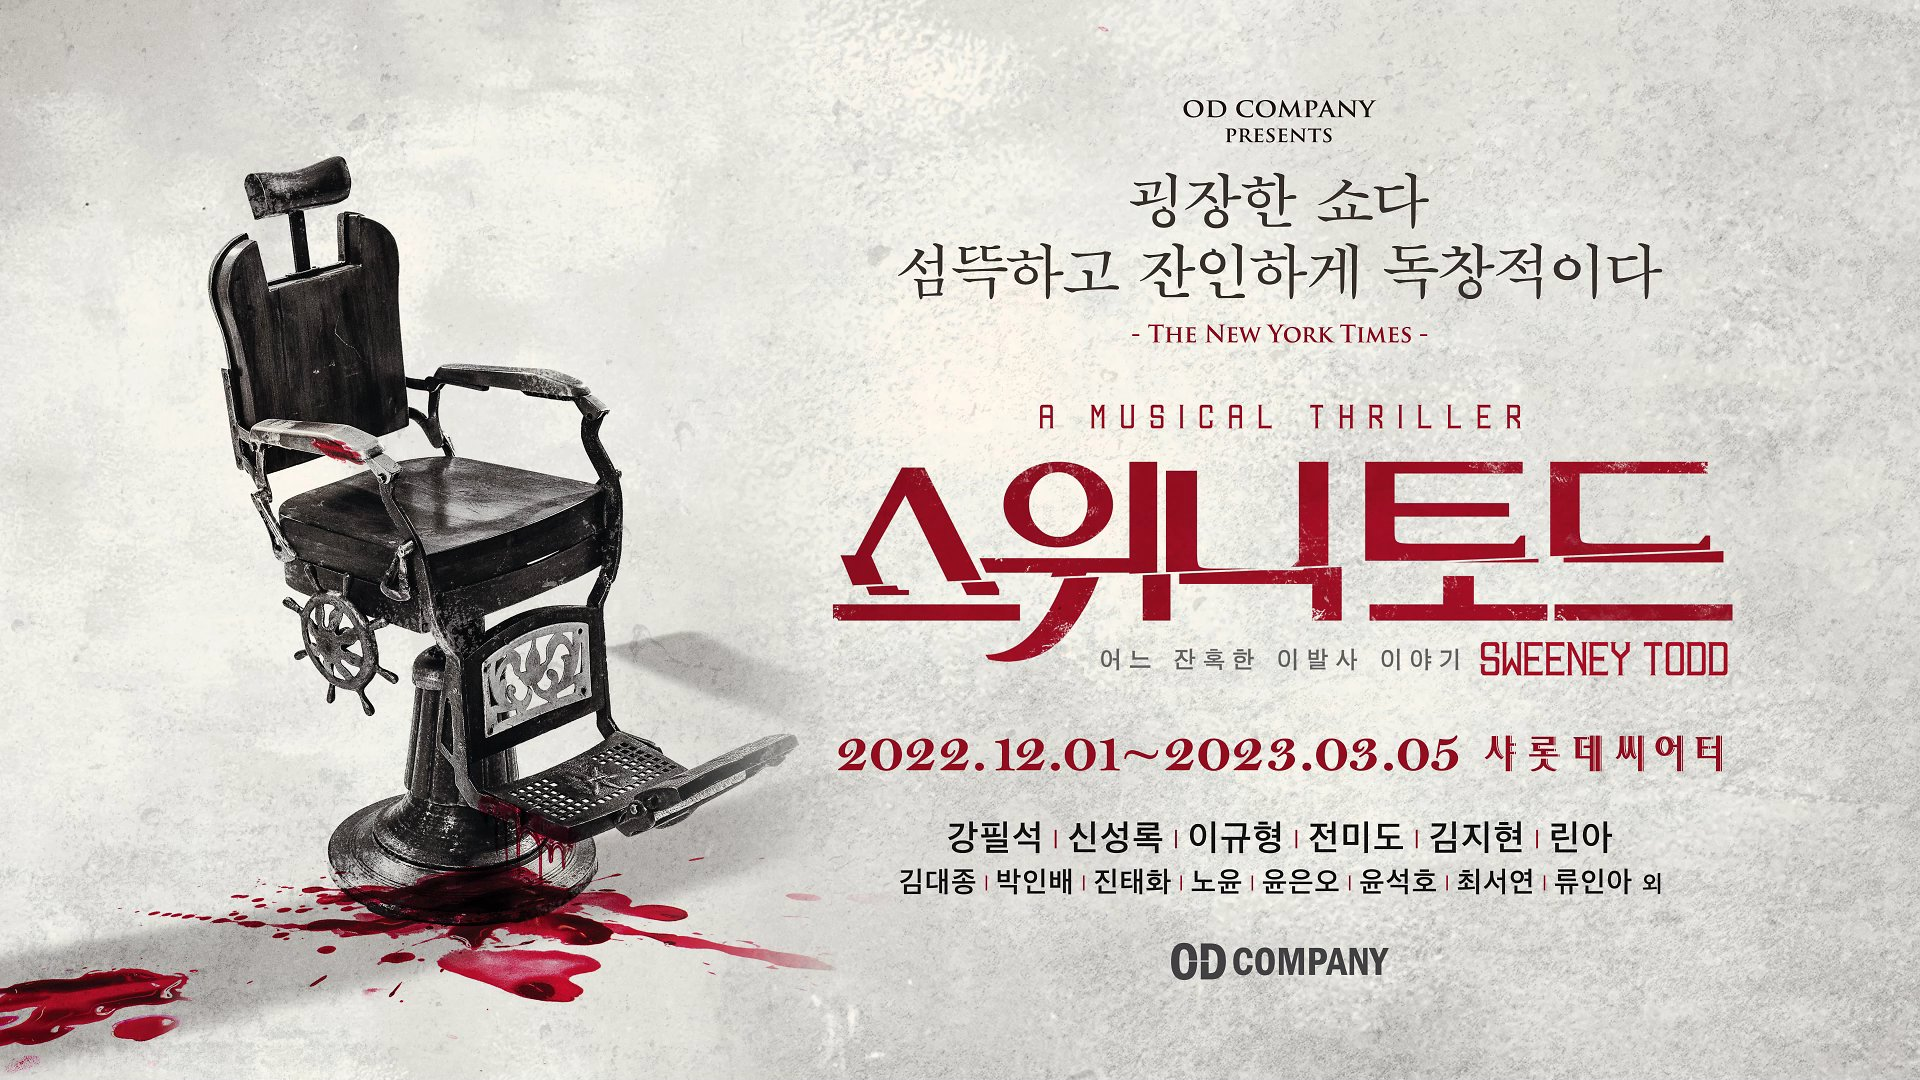 OD COMPANY
PRESENTS
굉장한 쇼다
섬뜩하고 잔인하게 독창적이다
- THE NEW YORK TIMES -
A MUSICAL THRILLER
스위니토드
어느 잔혹한 이발사 이야기 SWEENEY TODD
2022.12.01~2023.03.05 샤롯데씨어터
강필석 | 신성록 | 이규형 | 전미도 | 김지현 | 린아
김대종 | 박인배 | 진태화 | 노윤 | 윤은오 | 윤석호 | 최서연 | 류인아 외
OD COMPANY